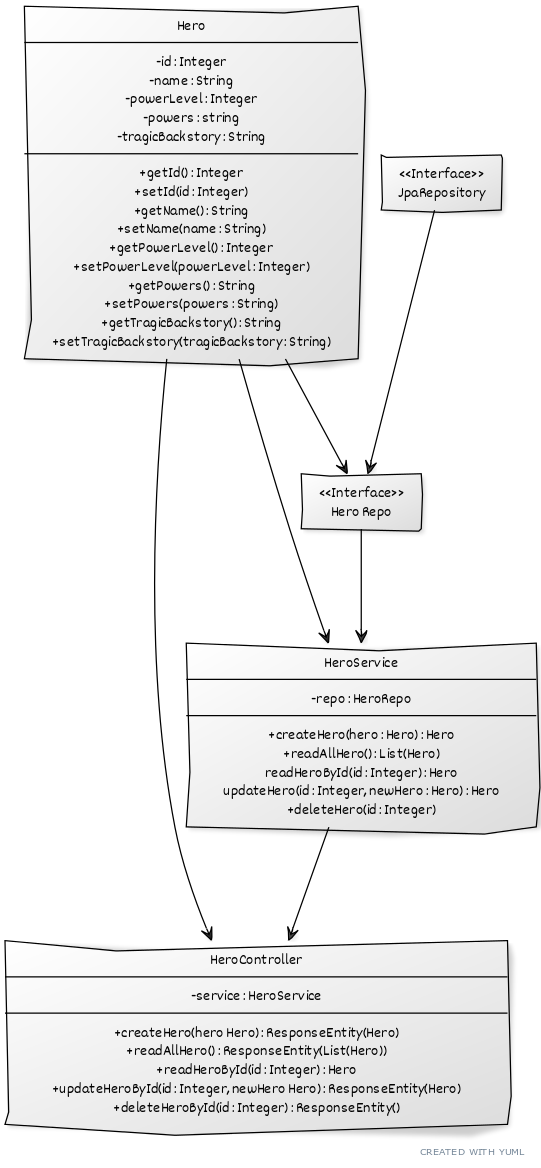 Hero
-id : Integer
-name : String
-powerLevel : Integer
-powers : string
-tragicBackstory : String
+getId() : Integer
+setId(id : Integer)
+getName() : String
+setName(name : String)
+getPowerLevel() : Integer
+setPowerLevel(powerLevel : Integer)
+getPowers() : String
+setPowers(powers : String)
+getTragicBackstory() : String
+setTragicBackstory(tragicBackstory : String)
<<Interface>>
JpaRepository
<<Interface>>
Hero Repo
HeroService
-repo : HeroRepo
+createHero(hero : Hero) : Hero
+readAllHero() : List(Hero)
readHeroById(id : Integer) : Hero
updateHero(id : Integer, newHero : Hero) : Hero
+deleteHero(id : Integer)
HeroController
-service : HeroService
+createHero(hero Hero) : ResponseEntity(Hero)
+readAllHero() : ResponseEntity(List(Hero))
+readHeroById(id : Integer) : Hero
+updateHeroById(id : Integer, newHero Hero) : ResponseEntity(Hero)
+deleteHeroById(id : Integer) : ResponseEntity()
CREATED WITH YUML